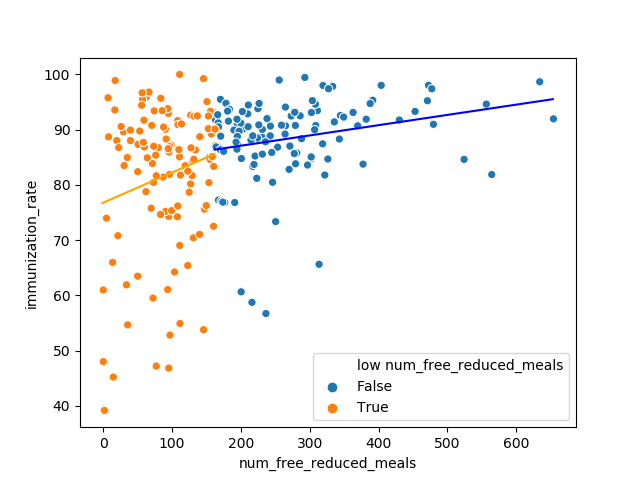 100
90
80
70
60
50
40
immunization_rate
low num_free_reduced_meals
False
True
0 100 200 300 400 500 600
num_free_reduced_meals